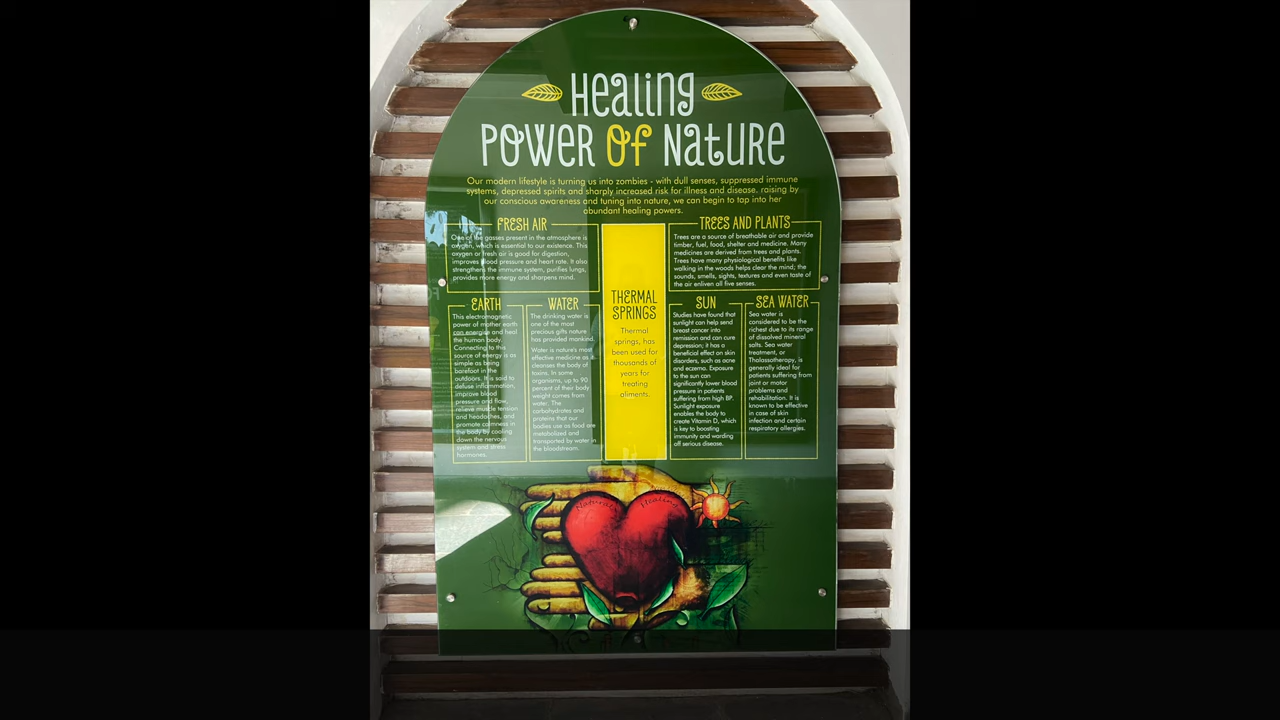 Healing
POWER Of NatURE
Our modern lifestyle is turning us into zombies - with dull senses, suppressed immune
systems, depressed spirits and sharply increased risk for illness and disease. raising by
our conscious awareness and tuning into nature, we can begin to tap into her
abundant healing powers.
FRESH AIR
One of the gasses present in the atmosphere is
oxygen, which is essential to our existence. This
oxygen or fresh air is good for digestion,
improves blood pressure and heart rate. It also
strengthens the immune system, purifies lungs,
provides more energy and sharpens mind.
TREES AND PLANTS
Trees are a source of breathable air and provide
timber, fuel, food, shelter and medicine. Many
medicines are derived from trees and plants.
Trees have many physiological benefits like
walking in the woods helps clear the mind; the
sounds, smells, sights, textures and even taste of
the air enliven all five senses.
EARTH
This electromagnetic
power of mother earth
can energise and heal
the human body.
Connecting to this
source of energy is as
simple as being
barefoot in the
outdoors. It is said to
defuse inflammation,
improve blood
pressure and flow,
relieve muscle tension
and headaches, and
promote calmness in
the body by cooling
down the nervous
system and stress
hormones.
WATER
The drinking water is
one of the most
precious gifts nature
has provided mankind.
Water is nature's most
effective medicine as it
cleanses the body of
toxins. In some
organisms, up to 90
percent of their body
weight comes from
water. The
carbohydrates and
proteins that our
bodies use as food are
metabolized and
transported by water in
the bloodstream.
THERMAL
SPRINGS
Thermal
springs, has
been used for
thousands of
years for
treating
ailments.
SUN
Studies have found that
sunlight can help send
breast cancer into
remission and can cure
depression; it has a
beneficial effect on skin
disorders, such as acne
and eczema. Exposure
to the sun can
significantly lower blood
pressure in patients
suffering from high BP.
Sunlight exposure
enables the body to
create Vitamin D, which
is key to boosting
immunity and warding
off serious disease.
SEA WATER
Sea water is
considered to be the
richest due to its range
of dissolved mineral
salts. Sea water
treatment, or
Thalassotherapy, is
generally ideal for
patients suffering from
joint or motor
problems and
rehabilitation. It is
known to be effective
in case of skin
infection and certain
respiratory allergies.
Natural Healing